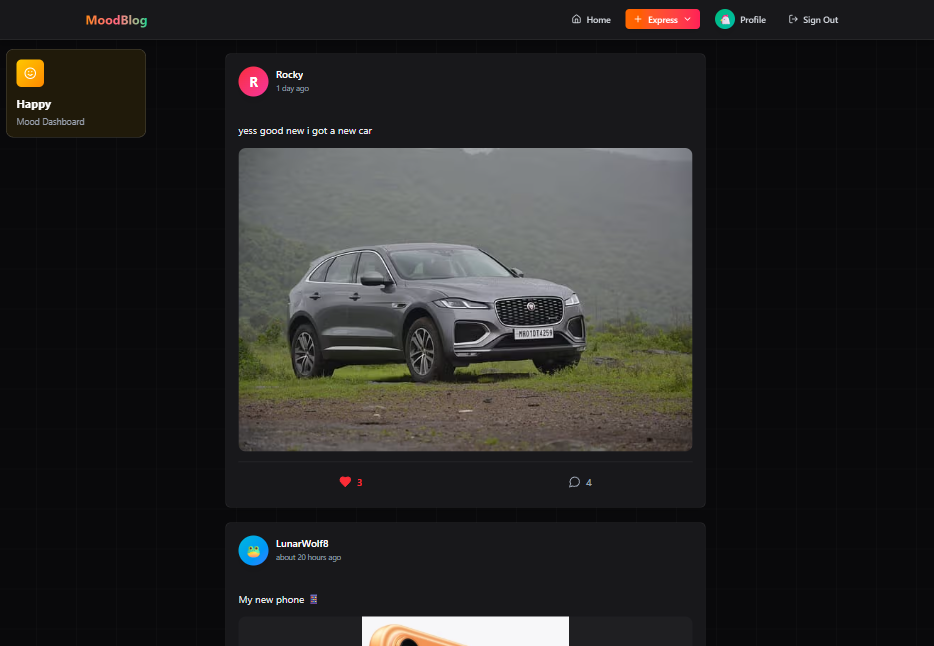 MoodBlog
Home
Express
Profile
Sign Out
Happy
Mood Dashboard
R
Rocky
1 day ago
yess good new i got a new car
MH01DT4259
3
4
LunarWolf8
about 20 hours ago
My new phone